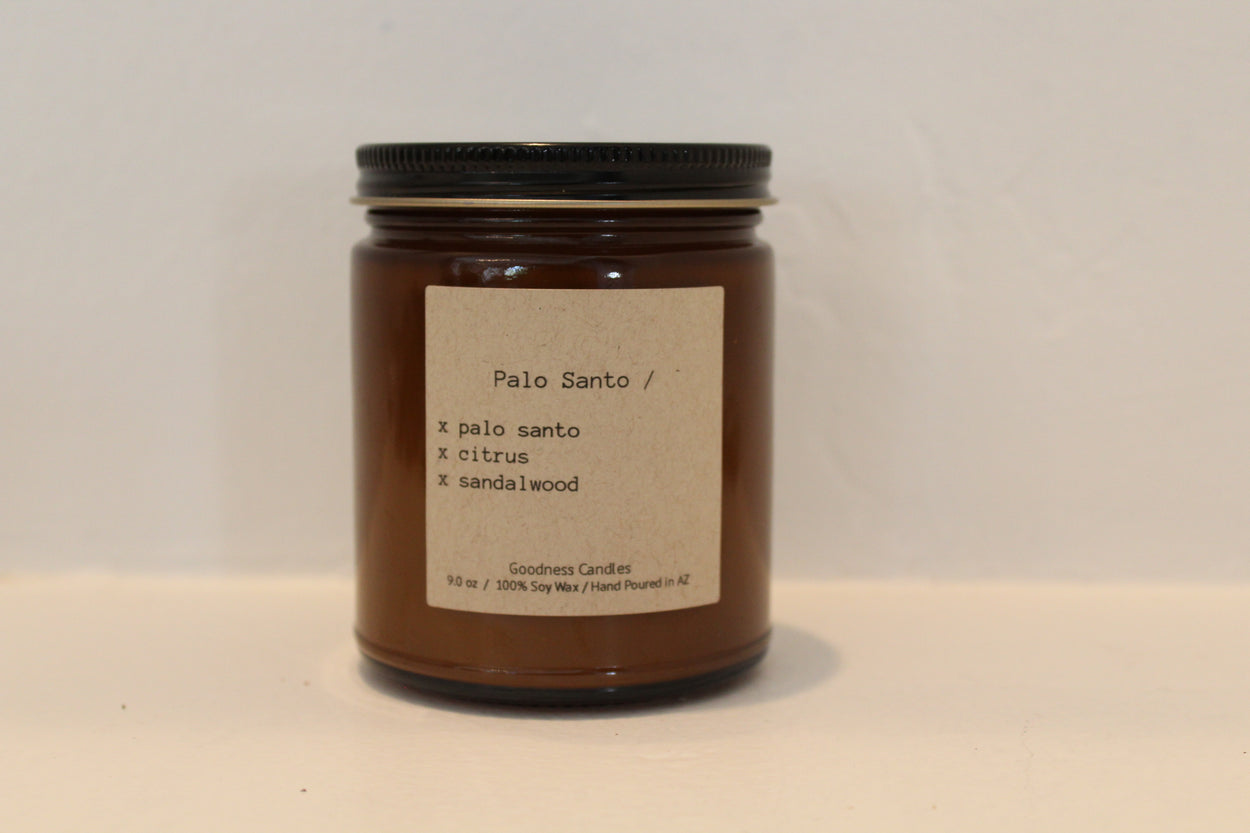 Palo Santo /
x palo santo
x citrus
x sandalwood
Goodness Candles
9.0 oz / 100% Soy Wax / Hand Poured in AZ